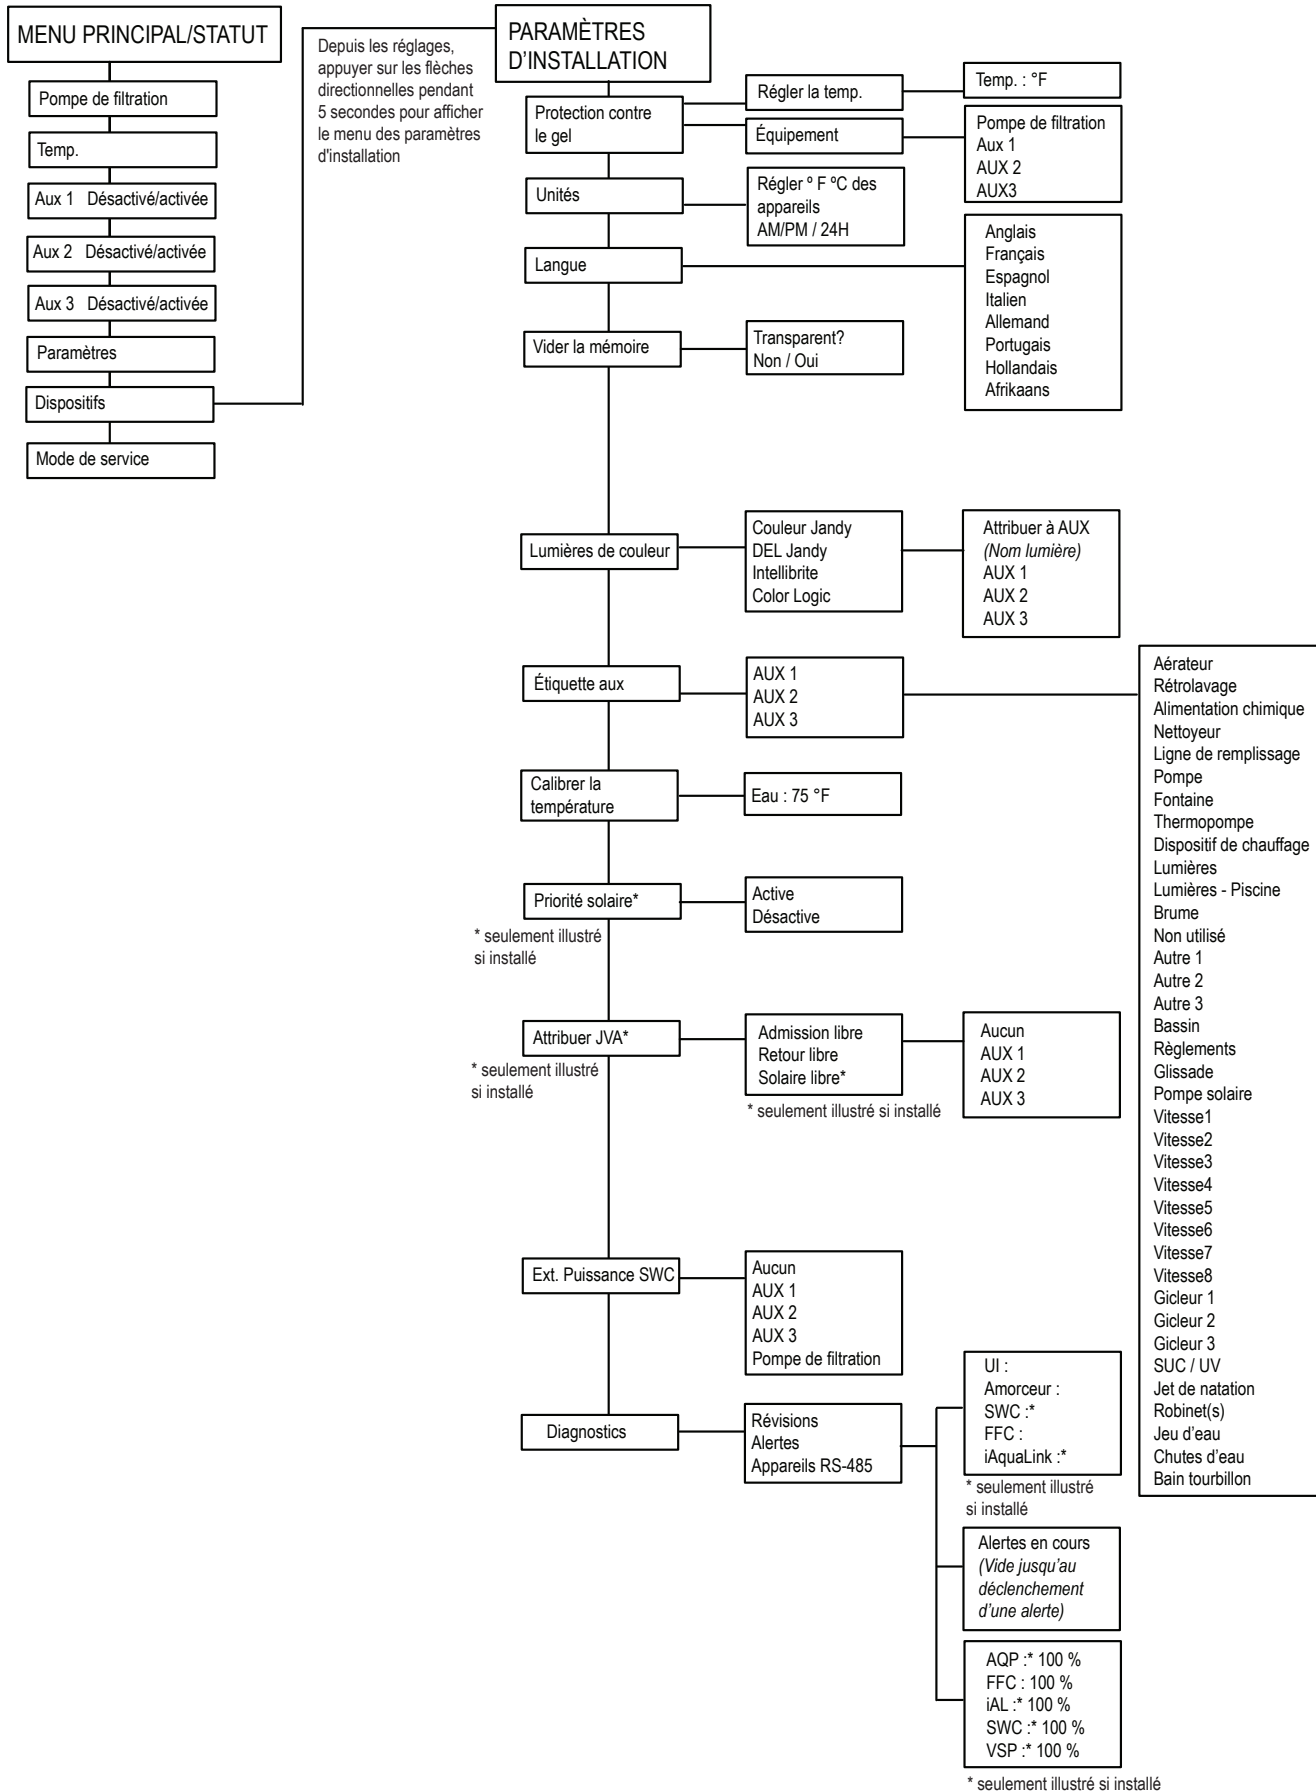 MENU PRINCIPAL/STATUT
Pompe de filtration
Temp.
Aux 1 Désactivé/activée
Aux 2 Désactivé/activée
Aux 3 Désactivé/activée
Paramètres
Dispositifs
Mode de service
Depuis les réglages,
appuyer sur les flèches
directionnelles pendant
5 secondes pour afficher
le menu des paramètres
d'installation
PARAMÈTRES
D'INSTALLATION
Protection contre
le gel
Régler la temp.
Temp. : °F
Équipement
Pompe de filtration
Aux 1
AUX 2
AUX3
Unités
Régler º F ºC des
appareils
AM/PM / 24H
Langue
Anglais
Français
Espagnol
Italien
Allemand
Portugais
Hollandais
Afrikaans
Vider la mémoire
Transparent?
Non / Oui
Lumières de couleur
Couleur Jandy
DEL Jandy
Intellibrite
Color Logic
Attribuer à AUX
(Nom lumière)
AUX 1
AUX 2
AUX 3
Étiquette aux
AUX 1
AUX 2
AUX 3
Aérateur
Rétrolavage
Alimentation chimique
Nettoyeur
Ligne de remplissage
Pompe
Fontaine
Thermopompe
Dispositif de chauffage
Lumières
Lumières - Piscine
Brume
Non utilisé
Autre 1
Autre 2
Autre 3
Bassin
Règlements
Glissade
Pompe solaire
Vitesse1
Vitesse2
Vitesse3
Vitesse4
Vitesse5
Vitesse6
Vitesse7
Vitesse8
Gicleur 1
Gicleur 2
Gicleur 3
SUC / UV
Jet de natation
Robinet(s)
Jeu d'eau
Chutes d'eau
Bain tourbillon
Calibrer la
température
Eau : 75 °F
Priorité solaire*
* seulement illustré
si installé
Active
Désactive
Attribuer JVA*
* seulement illustré
si installé
Admission libre
Retour libre
Solaire libre*
* seulement illustré si installé
Aucun
AUX 1
AUX 2
AUX 3
Ext. Puissance SWC
Aucun
AUX 1
AUX 2
AUX 3
Pompe de filtration
Diagnostics
Révisions
Alertes
Appareils RS-485
UI :
Amorceur :
SWC :*
FFC :
iAquaLink :*
* seulement illustré
si installé
Alertes en cours
(Vide jusqu'au
déclenchement
d'une alerte)
AQP :* 100 %
FFC : 100 %
iAL :* 100 %
SWC :* 100 %
VSP :* 100 %
* seulement illustré si installé